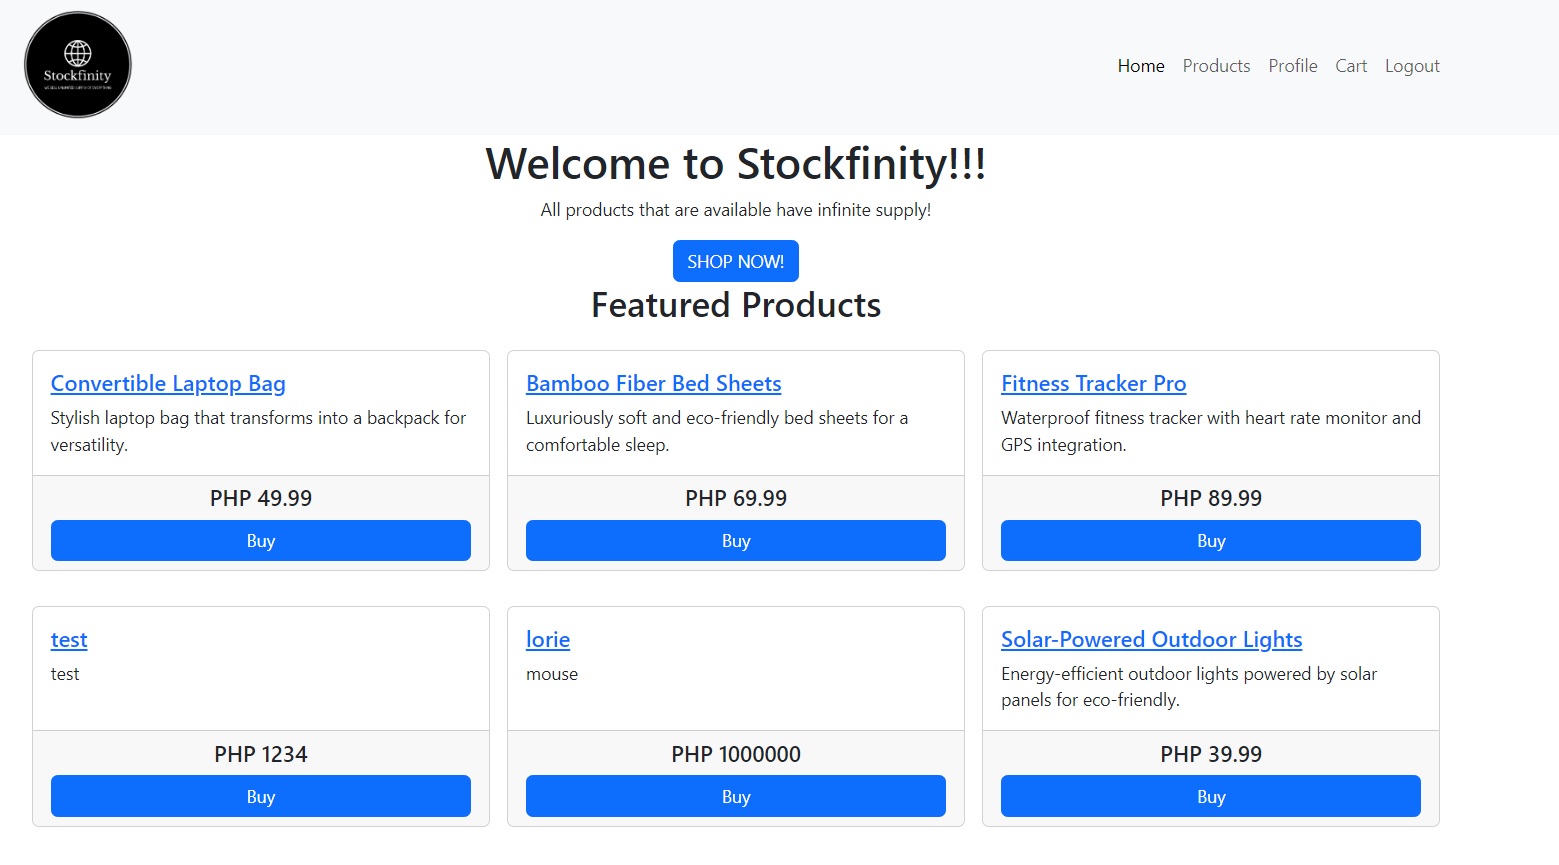 Stockfinity
Home Products Profile Cart Logout
Welcome to Stockfinity!!!
All products that are available have infinite supply!
SHOP NOW!
Featured Products
Convertible Laptop Bag
Stylish laptop bag that transforms into a backpack for
versatility.
PHP 49.99
Buy
Bamboo Fiber Bed Sheets
Luxuriously soft and eco-friendly bed sheets for a
comfortable sleep.
PHP 69.99
Buy
Fitness Tracker Pro
Waterproof fitness tracker with heart rate monitor and
GPS integration.
PHP 89.99
Buy
test
test
PHP 1234
Buy
lorie
mouse
PHP 1000000
Buy
Solar-Powered Outdoor Lights
Energy-efficient outdoor lights powered by solar
panels for eco-friendly.
PHP 39.99
Buy